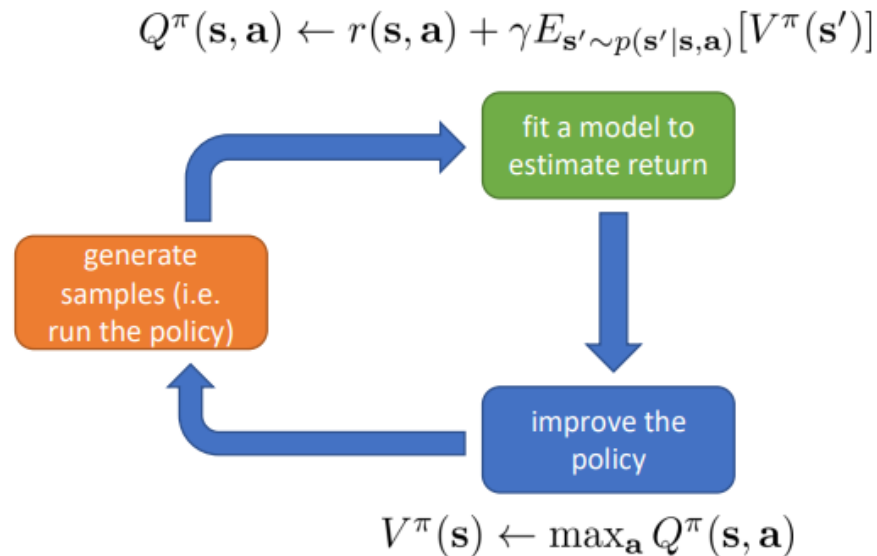 Q^π(s, a) ← r(s, a) + γE_{s′∼p(s′|s,a)}[V^π(s′)]
fit a model to
estimate return
generate
samples (i.e.
run the policy)
improve the
policy
V^π(s) ← max_a Q^π(s, a)